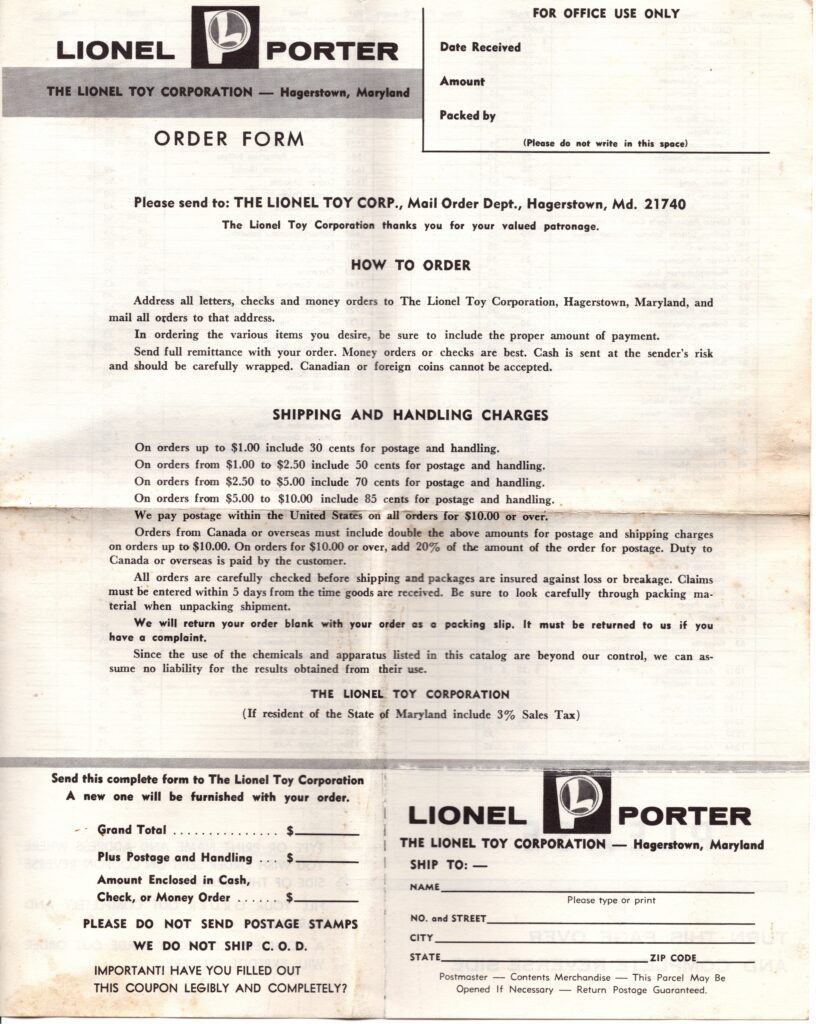 LIONEL PORTER
THE LIONEL TOY CORPORATION — Hagerstown, Maryland
ORDER FORM
FOR OFFICE USE ONLY
Date Received
Amount
Packed by
(Please do not write in this space)
Please send to: THE LIONEL TOY CORP., Mail Order Dept., Hagerstown, Md. 21740
The Lionel Toy Corporation thanks you for your valued patronage.
HOW TO ORDER
Address all letters, checks and money orders to The Lionel Toy Corporation, Hagerstown, Maryland, and
mail all orders to that address.
In ordering the various items you desire, be sure to include the proper amount of payment.
Send full remittance with your order. Money orders or checks are best. Cash is sent at the sender's risk
and should be carefully wrapped. Canadian or foreign coins cannot be accepted.
SHIPPING AND HANDLING CHARGES
On orders up to $1.00 include 30 cents for postage and handling.
On orders from $1.00 to $2.50 include 50 cents for postage and handling.
On orders from $2.50 to $5.00 include 70 cents for postage and handling.
On orders from $5.00 to $10.00 include 85 cents for postage and handling.
We pay postage within the United States on all orders for $10.00 or over.
Orders from Canada or overseas must include double the above amounts for postage and shipping charges
on orders up to $10.00. On orders for $10.00 or over, add 20% of the amount of the order for postage. Duty to
Canada or overseas is paid by the customer.
All orders are carefully checked before shipping and packages are insured against loss or breakage. Claims
must be entered within 5 days from the time goods are received. Be sure to look carefully through packing ma-
terial when unpacking shipment.
We will return your order blank with your order as a packing slip. It must be returned to us if you
have a complaint.
Since the use of the chemicals and apparatus listed in this catalog are beyond our control, we can as-
sume no liability for the results obtained from their use.
THE LIONEL TOY CORPORATION
(If resident of the State of Maryland include 3% Sales Tax)
Send this complete form to The Lionel Toy Corporation
A new one will be furnished with your order.
Grand Total .............. $
Plus Postage and Handling ... $
Amount Enclosed in Cash,
Check, or Money Order ...... $
PLEASE DO NOT SEND POSTAGE STAMPS
WE DO NOT SHIP C. O. D.
IMPORTANT! HAVE YOU FILLED OUT
THIS COUPON LEGIBLY AND COMPLETELY?
LIONEL PORTER
THE LIONEL TOY CORPORATION — Hagerstown, Maryland
SHIP TO: —
NAME
Please type or print
NO. and STREET
CITY
STATE ZIP CODE
Postmaster — Contents Merchandise — This Parcel May Be
Opened If Necessary — Return Postage Guaranteed.